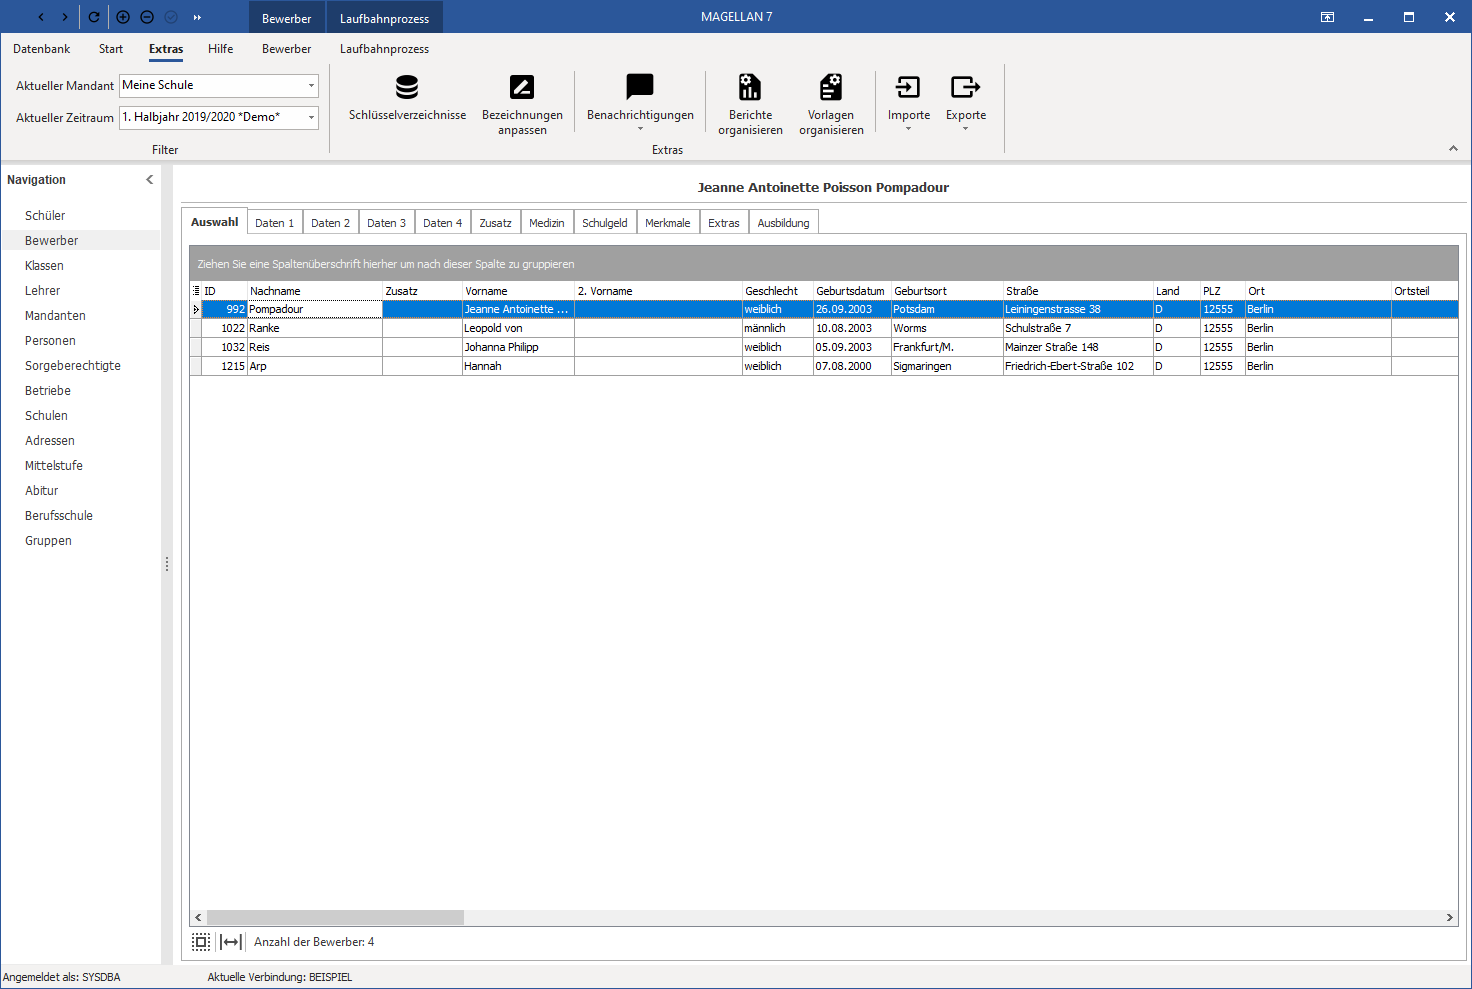 Bewerber Laufbahnprozess MAGELLAN 7
Datenbank Start Extras Hilfe Bewerber Laufbahnprozess
Aktueller Mandant Meine Schule
Aktueller Zeitraum 1. Halbjahr 2019/2020 *Demo*
Filter
Schlüsselverzeichnisse
Bezeichnungen
anpassen
Benachrichtigungen
Berichte
organisieren
Vorlagen
organisieren
Importe
Exporte
Extras
Navigation
Schüler
Bewerber
Klassen
Lehrer
Mandanten
Personen
Sorgeberechtigte
Betriebe
Schulen
Adressen
Mittelstufe
Abitur
Berufsschule
Gruppen
Jeanne Antoinette Poisson Pompadour
Auswahl Daten 1 Daten 2 Daten 3 Daten 4 Zusatz Medizin Schulgeld Merkmale Extras Ausbildung
Ziehen Sie eine Spaltenüberschrift hierher um nach dieser Spalte zu gruppieren
ID Nachname Zusatz Vorname 2. Vorname Geschlecht Geburtsdatum Geburtsort Straße Land PLZ Ort Ortsteil
992 Pompadour Jeanne Antoinette ... weiblich 26.09.2003 Potsdam Leiningenstrasse 38 D 12555 Berlin
1022 Ranke Leopold von männlich 10.08.2003 Worms Schulstraße 7 D 12555 Berlin
1032 Reis Johanna Philipp weiblich 05.09.2003 Frankfurt/M. Mainzer Straße 148 D 12555 Berlin
1215 Arp Hannah weiblich 07.08.2000 Sigmaringen Friedrich-Ebert-Straße 102 D 12555 Berlin
Anzahl der Bewerber: 4
Angemeldet als: SYSDBA Aktuelle Verbindung: BEISPIEL